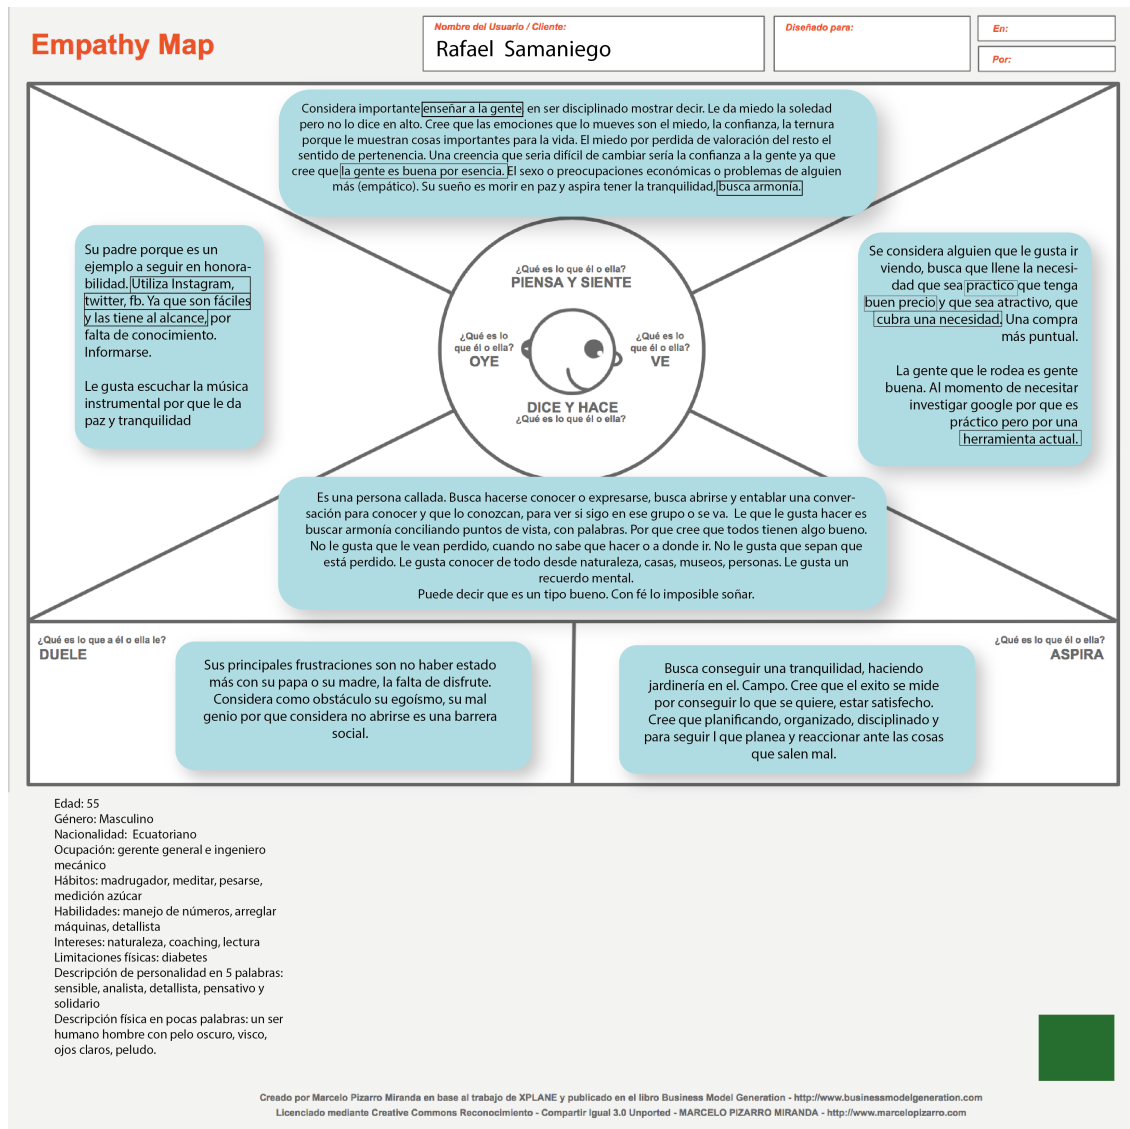 Empathy Map
Nombre del Usuario / Cliente:
Rafael Samaniego
Diseñado para:
En:
Por:
Considera importante enseñar a la gente, en ser disciplinado mostrar decir. Le da miedo la soledad
pero no lo dice en alto. Cree que las emociones que lo mueves son el miedo, la confianza, la ternura
porque le muestran cosas importantes para la vida. El miedo por perdida de valoración del resto el
sentido de pertenencia. Una creencia que seria difícil de cambiar sería la confianza a la gente ya que
cree que la gente es buena por esencia. El sexo o preocupaciones económicas o problemas de alguien
más (empático). Su sueño es morir en paz y aspira tener la tranquilidad, busca armonía.
Su padre porque es un
ejemplo a seguir en honora-
bilidad. Utiliza Instagram,
twitter, fb. Ya que son fáciles
y las tiene al alcance, por
falta de conocimiento.
Informarse.
Le gusta escuchar la música
instrumental por que le da
paz y tranquilidad
¿Qué es lo que él o ella?
PIENSA Y SIENTE
¿Qué es lo
que él o ella?
OYE
¿Qué es lo
que él o ella?
VE
DICE Y HACE
¿Qué es lo que él o ella?
Se considera alguien que le gusta ir
viendo, busca que llene la necesi-
dad que sea practico que tenga
buen precio y que sea atractivo, que
cubra una necesidad. Una compra
más puntual.
La gente que le rodea es gente
buena. Al momento de necesitar
investigar google por que es
práctico pero por una
herramienta actual.
Es una persona callada. Busca hacerse conocer o expresarse, busca abrirse y entablar una conver-
sación para conocer y que lo conozcan, para ver si sigo en ese grupo o se va. Le que le gusta hacer es
buscar armonía conciliando puntos de vista, con palabras. Por que cree que todos tienen algo bueno.
No le gusta que le vean perdido, cuando no sabe que hacer o a donde ir. No le gusta que sepan que
está perdido. Le gusta conocer de todo desde naturaleza, casas, museos, personas. Le gusta un
recuerdo mental.
Puede decir que es un tipo bueno. Con fé lo imposible soñar.
¿Qué es lo que a él o ella le?
DUELE
Sus principales frustraciones son no haber estado
más con su papa o su madre, la falta de disfrute.
Considera como obstáculo su egoísmo, su mal
genio por que considera no abrirse es una barrera
social.
¿Qué es lo que él o ella?
ASPIRA
Busca conseguir una tranquilidad, haciendo
jardinería en el. Campo. Cree que el exito se mide
por conseguir lo que se quiere, estar satisfecho.
Cree que planificando, organizado, disciplinado y
para seguir l que planea y reaccionar ante las cosas
que salen mal.
Edad: 55
Género: Masculino
Nacionalidad: Ecuatoriano
Ocupación: gerente general e ingeniero
mecánico
Hábitos: madrugador, meditar, pesarse,
medición azúcar
Habilidades: manejo de números, arreglar
máquinas, detallista
Intereses: naturaleza, coaching, lectura
Limitaciones físicas: diabetes
Descripción de personalidad en 5 palabras:
sensible, analista, detallista, pensativo y
solidario
Descripción física en pocas palabras: un ser
humano hombre con pelo oscuro, visco,
ojos claros, peludo.
Creado por Marcelo Pizarro Miranda en base al trabajo de XPLANE y publicado en el libro Business Model Generation - http://www.businessmodelgeneration.com
Licenciado mediante Creative Commons Reconocimiento - Compartir Igual 3.0 Unported - MARCELO PIZARRO MIRANDA - http://www.marcelopizarro.com